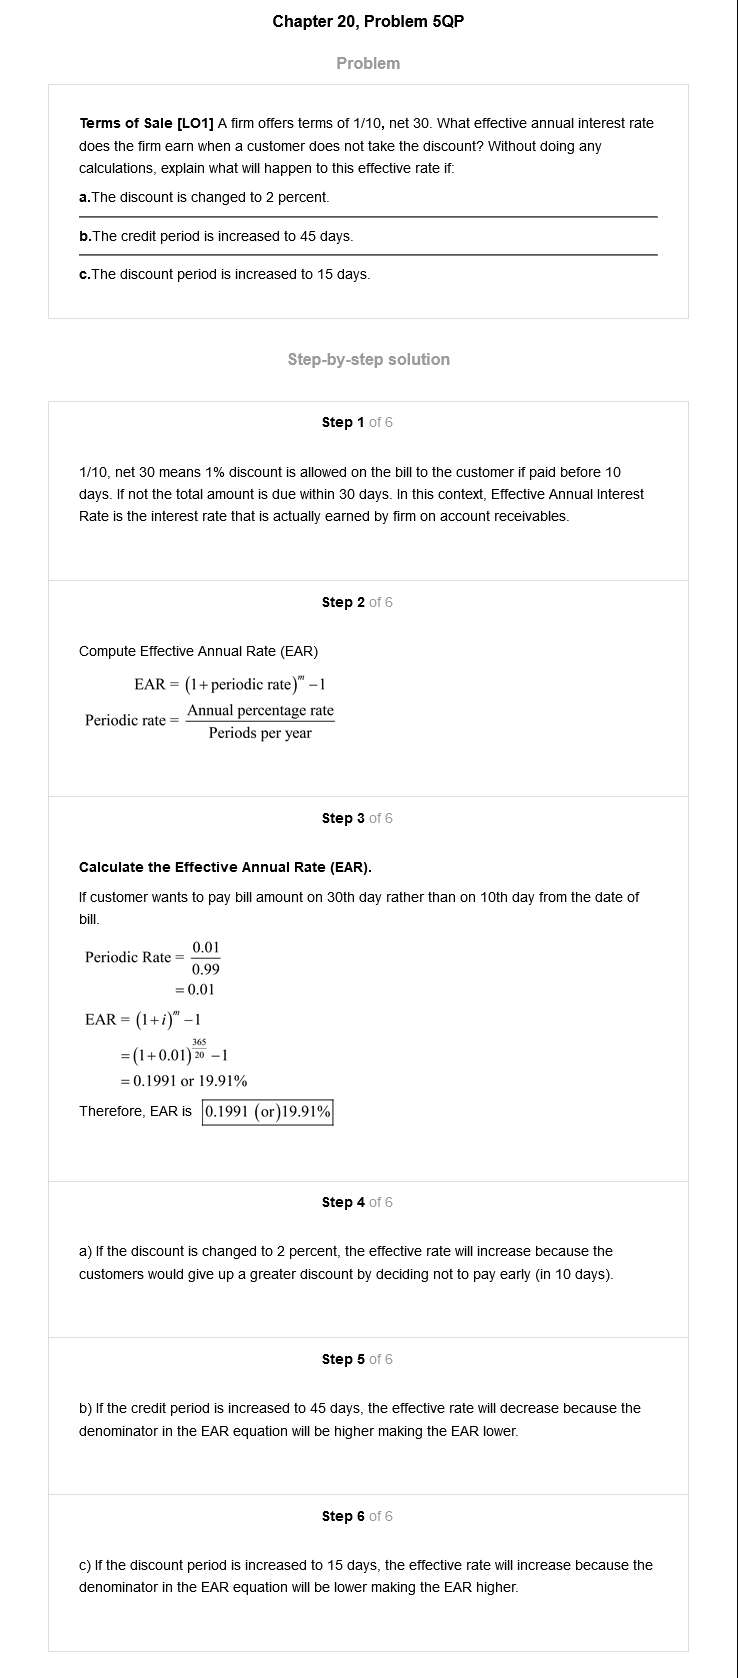 Chapter 20, Problem 5QP
Problem
Terms of Sale [LO1] A firm offers terms of 1/10, net 30. What effective annual interest rate
does the firm earn when a customer does not take the discount? Without doing any
calculations, explain what will happen to this effective rate if:
a.The discount is changed to 2 percent.
b.The credit period is increased to 45 days.
c.The discount period is increased to 15 days.
Step-by-step solution
Step 1 of 6
1/10, net 30 means 1% discount is allowed on the bill to the customer if paid before 10
days. If not the total amount is due within 30 days. In this context, Effective Annual Interest
Rate is the interest rate that is actually earned by firm on account receivables.
Step 2 of 6
Compute Effective Annual Rate (EAR)
EAR = (1+periodic rate)^m −1
Periodic rate = Annual percentage rate / Periods per year
Step 3 of 6
Calculate the Effective Annual Rate (EAR).
If customer wants to pay bill amount on 30th day rather than on 10th day from the date of
bill.
Periodic Rate = 0.01 / 0.99
= 0.01
EAR = (1+i)^m −1
= (1+0.01)^(365/20) −1
= 0.1991 or 19.91%
Therefore, EAR is 0.1991 (or)19.91%
Step 4 of 6
a) If the discount is changed to 2 percent, the effective rate will increase because the
customers would give up a greater discount by deciding not to pay early (in 10 days).
Step 5 of 6
b) If the credit period is increased to 45 days, the effective rate will decrease because the
denominator in the EAR equation will be higher making the EAR lower.
Step 6 of 6
c) If the discount period is increased to 15 days, the effective rate will increase because the
denominator in the EAR equation will be lower making the EAR higher.